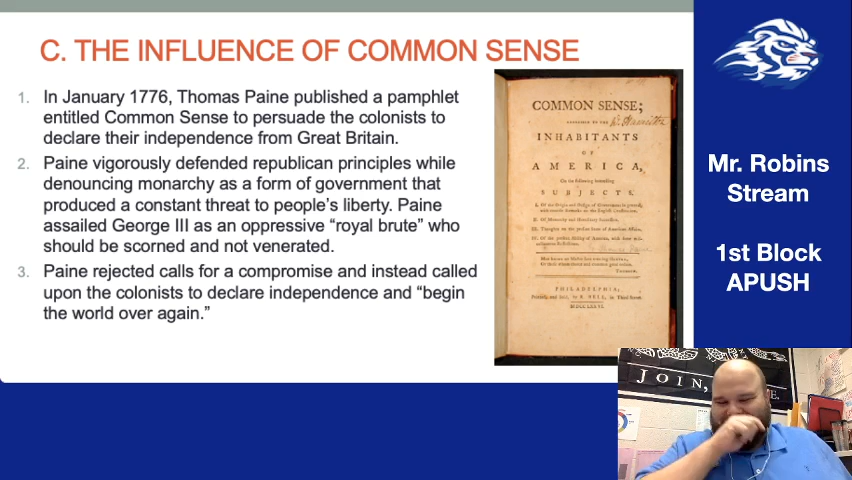 C. THE INFLUENCE OF COMMON SENSE
1. In January 1776, Thomas Paine published a pamphlet
entitled Common Sense to persuade the colonists to
declare their independence from Great Britain.
2. Paine vigorously defended republican principles while
denouncing monarchy as a form of government that
produced a constant threat to people's liberty. Paine
assailed George III as an oppressive “royal brute” who
should be scorned and not venerated.
3. Paine rejected calls for a compromise and instead called
upon the colonists to declare independence and “begin
the world over again.”
COMMON SENSE;
INHABITANTS
OF
AMERICA,
On the following interesting
SUBJECTS.
PHILADELPHIA;
Mr. Robins
Stream
1st Block
APUSH
JOIN,
E.